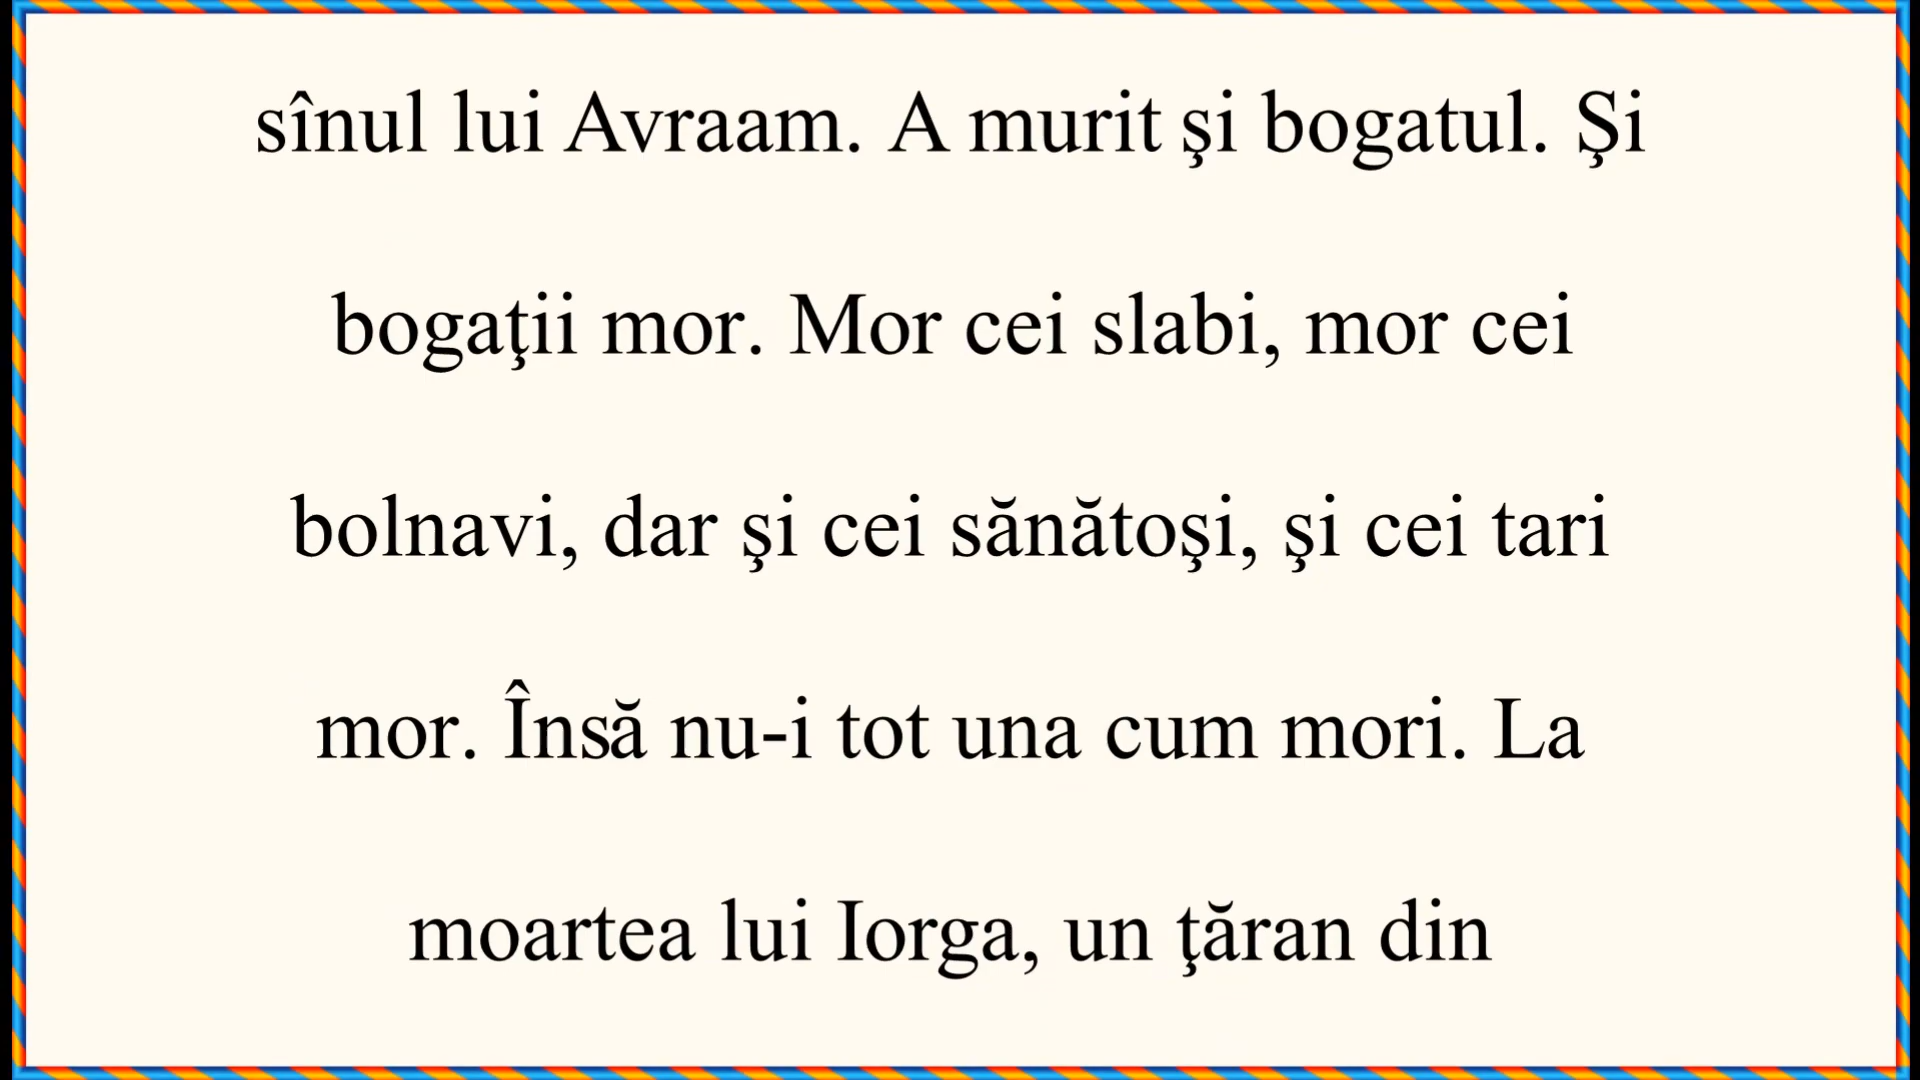 sînul lui Avraam. A murit şi bogatul. Şi
bogaţii mor. Mor cei slabi, mor cei
bolnavi, dar şi cei sănătoşi, şi cei tari
mor. Însă nu-i tot una cum mori. La
moartea lui Iorga, un ţăran din